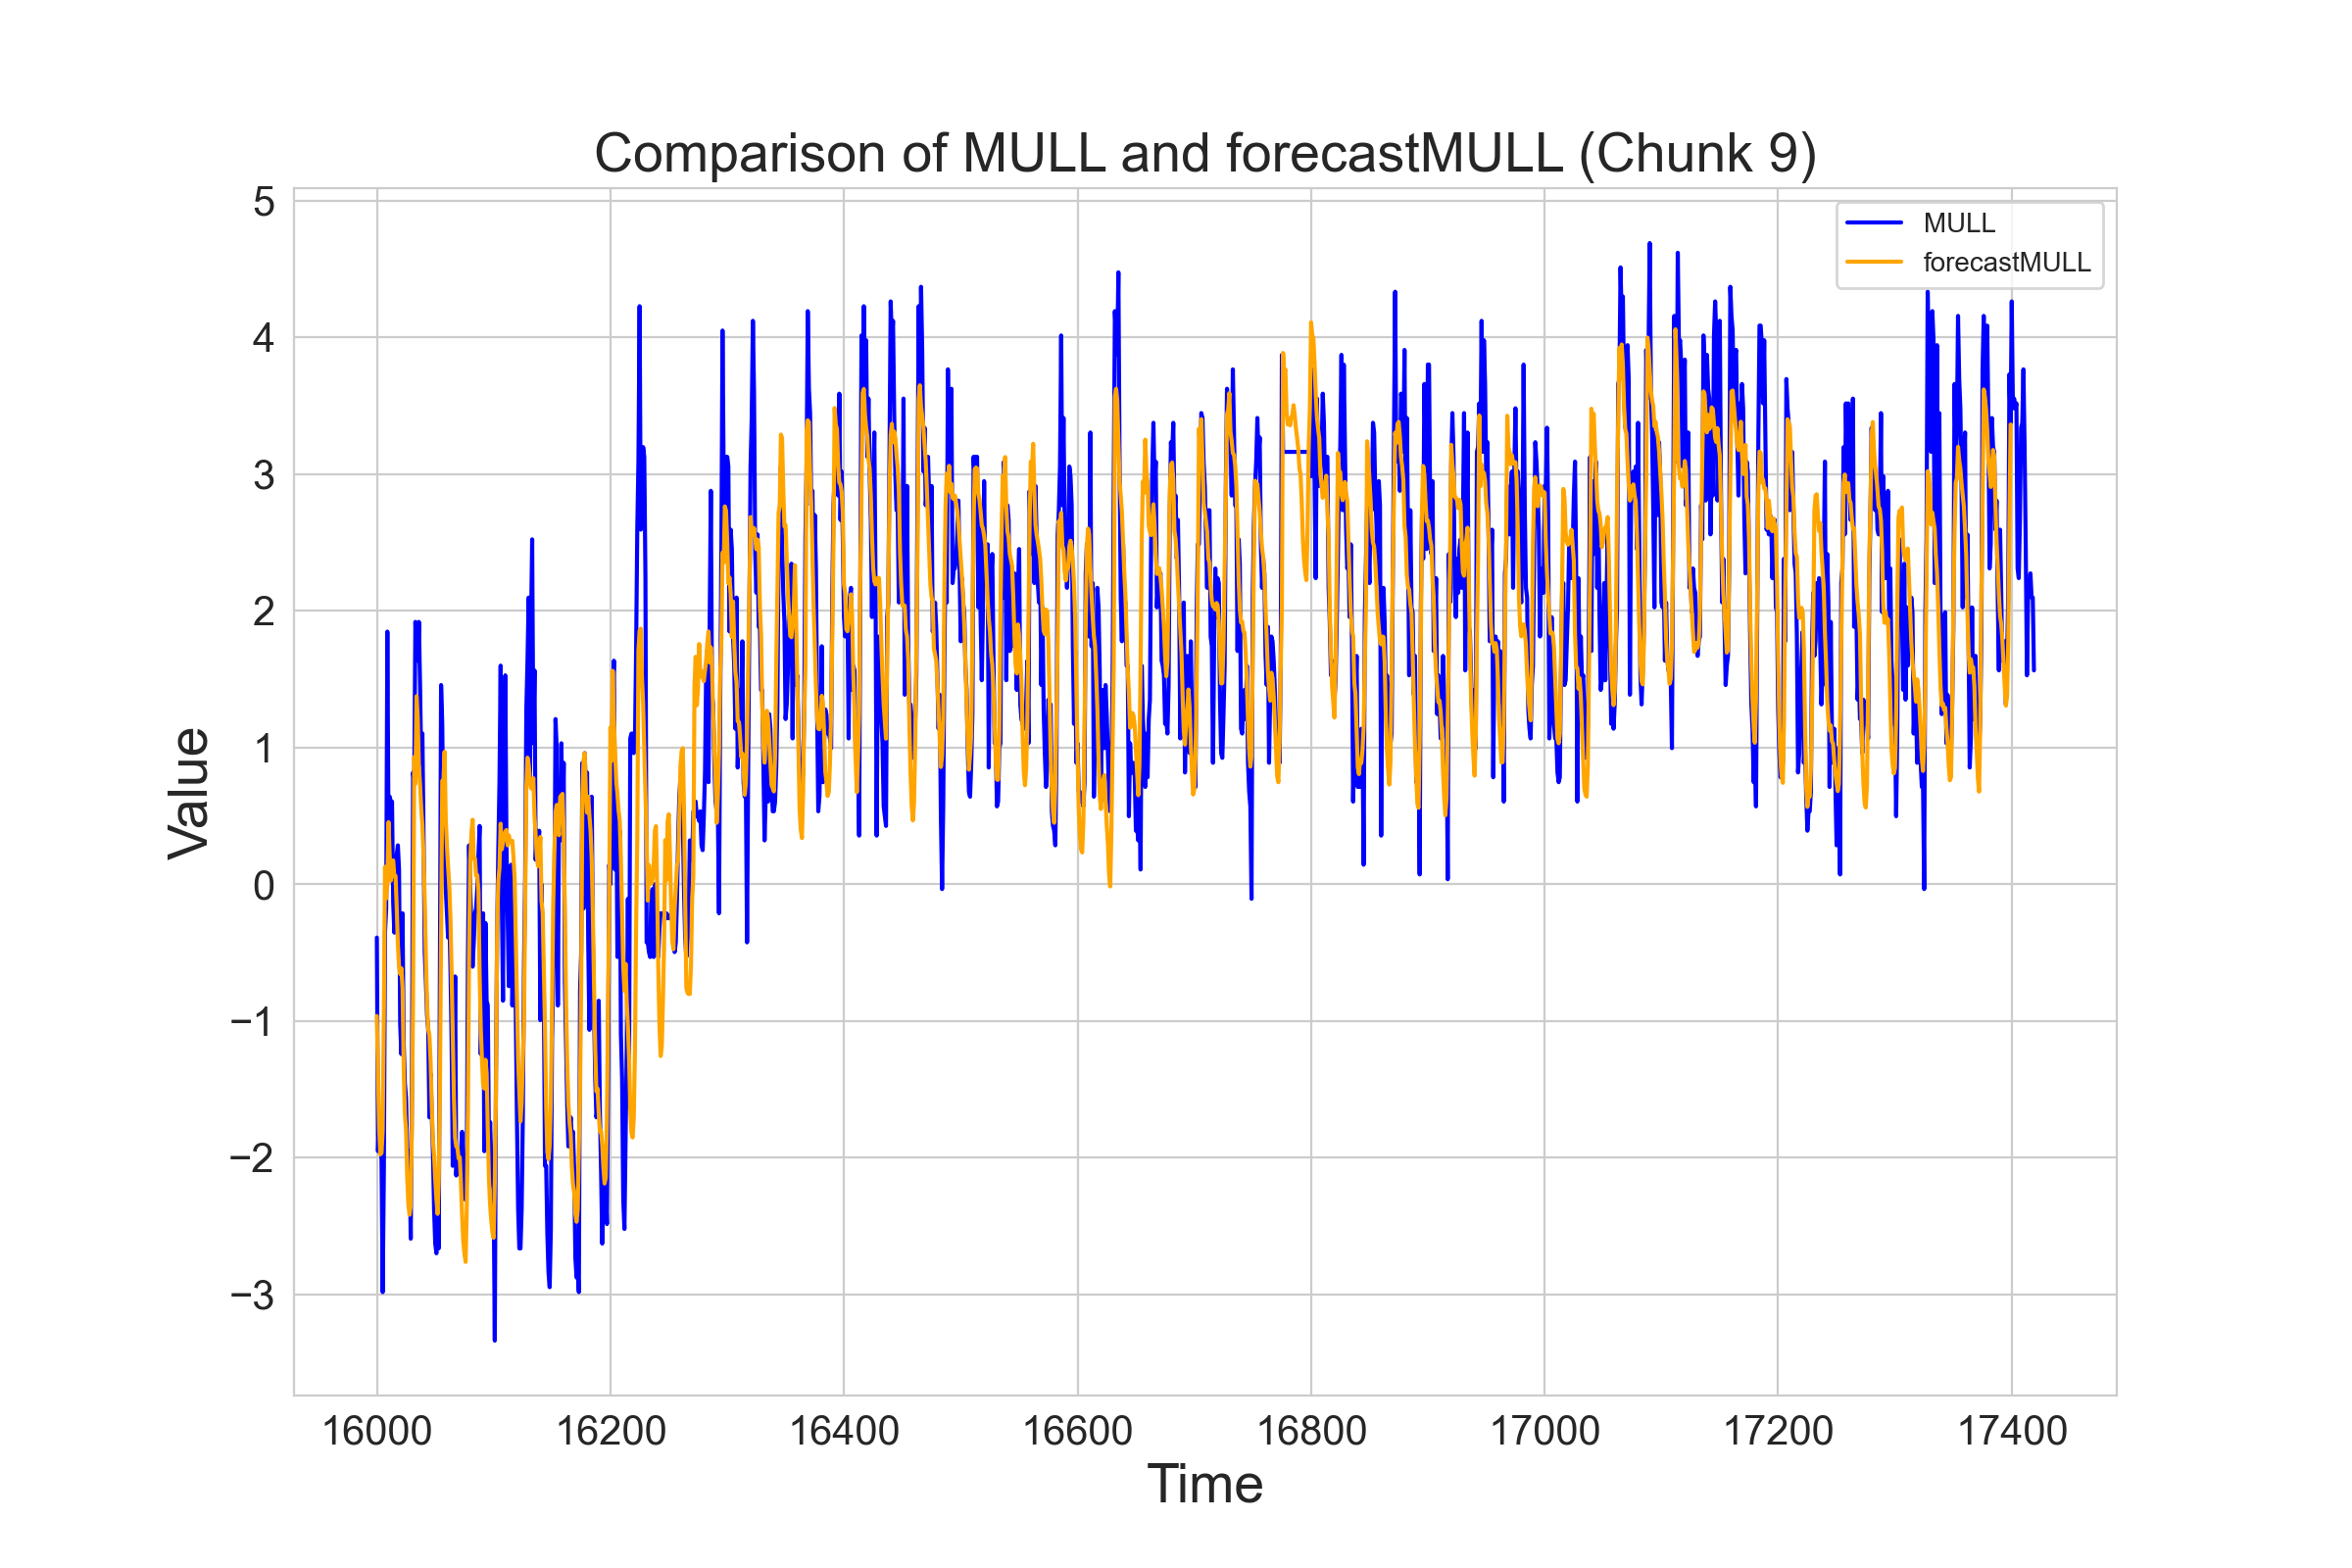 Comparison of MULL and forecastMULL (Chunk 9)
MULL
forecastMULL
5
4
3
2
1
0
−1
−2
−3
Value
16000 16200 16400 16600 16800 17000 17200 17400
Time